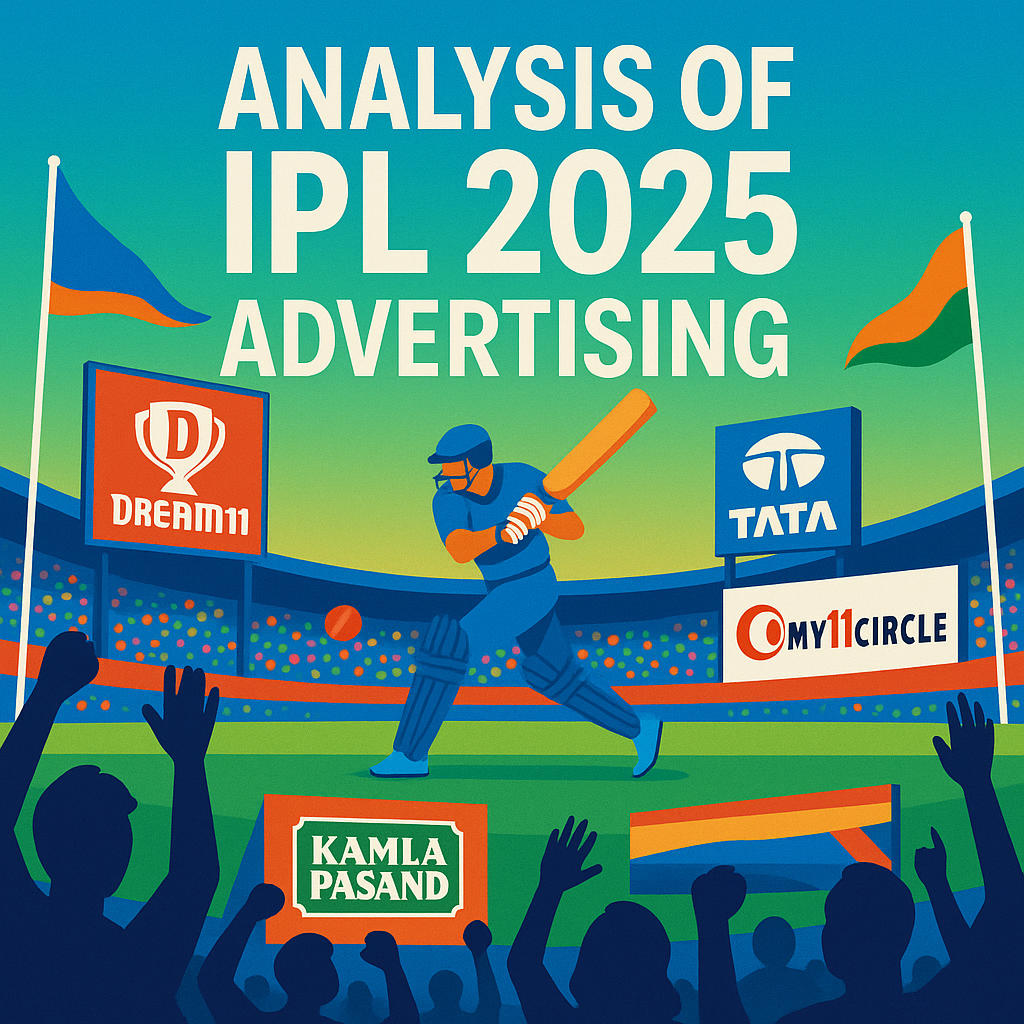 ANALYSIS OF
IPL 2025
ADVERTISING
D
DREAM11
TATA
MY11CIRCLE
KAMLA
PASAND